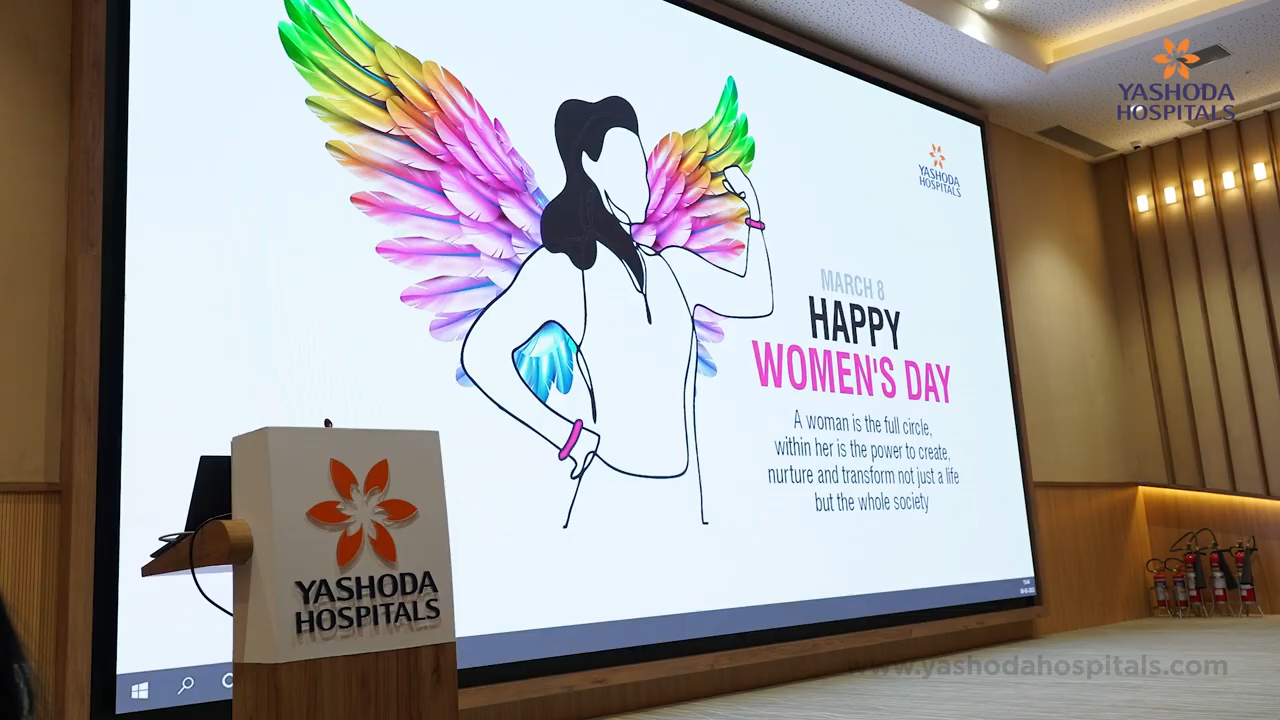 YASHODA
HOSPITALS
YASHODA
HOSPITALS
MARCH 8
HAPPY
WOMEN'S DAY
A woman is the full circle,
within her is the power to create,
nurture and transform not just a life
but the whole society
YASHODA
HOSPITALS
www.yashodahospitals.com